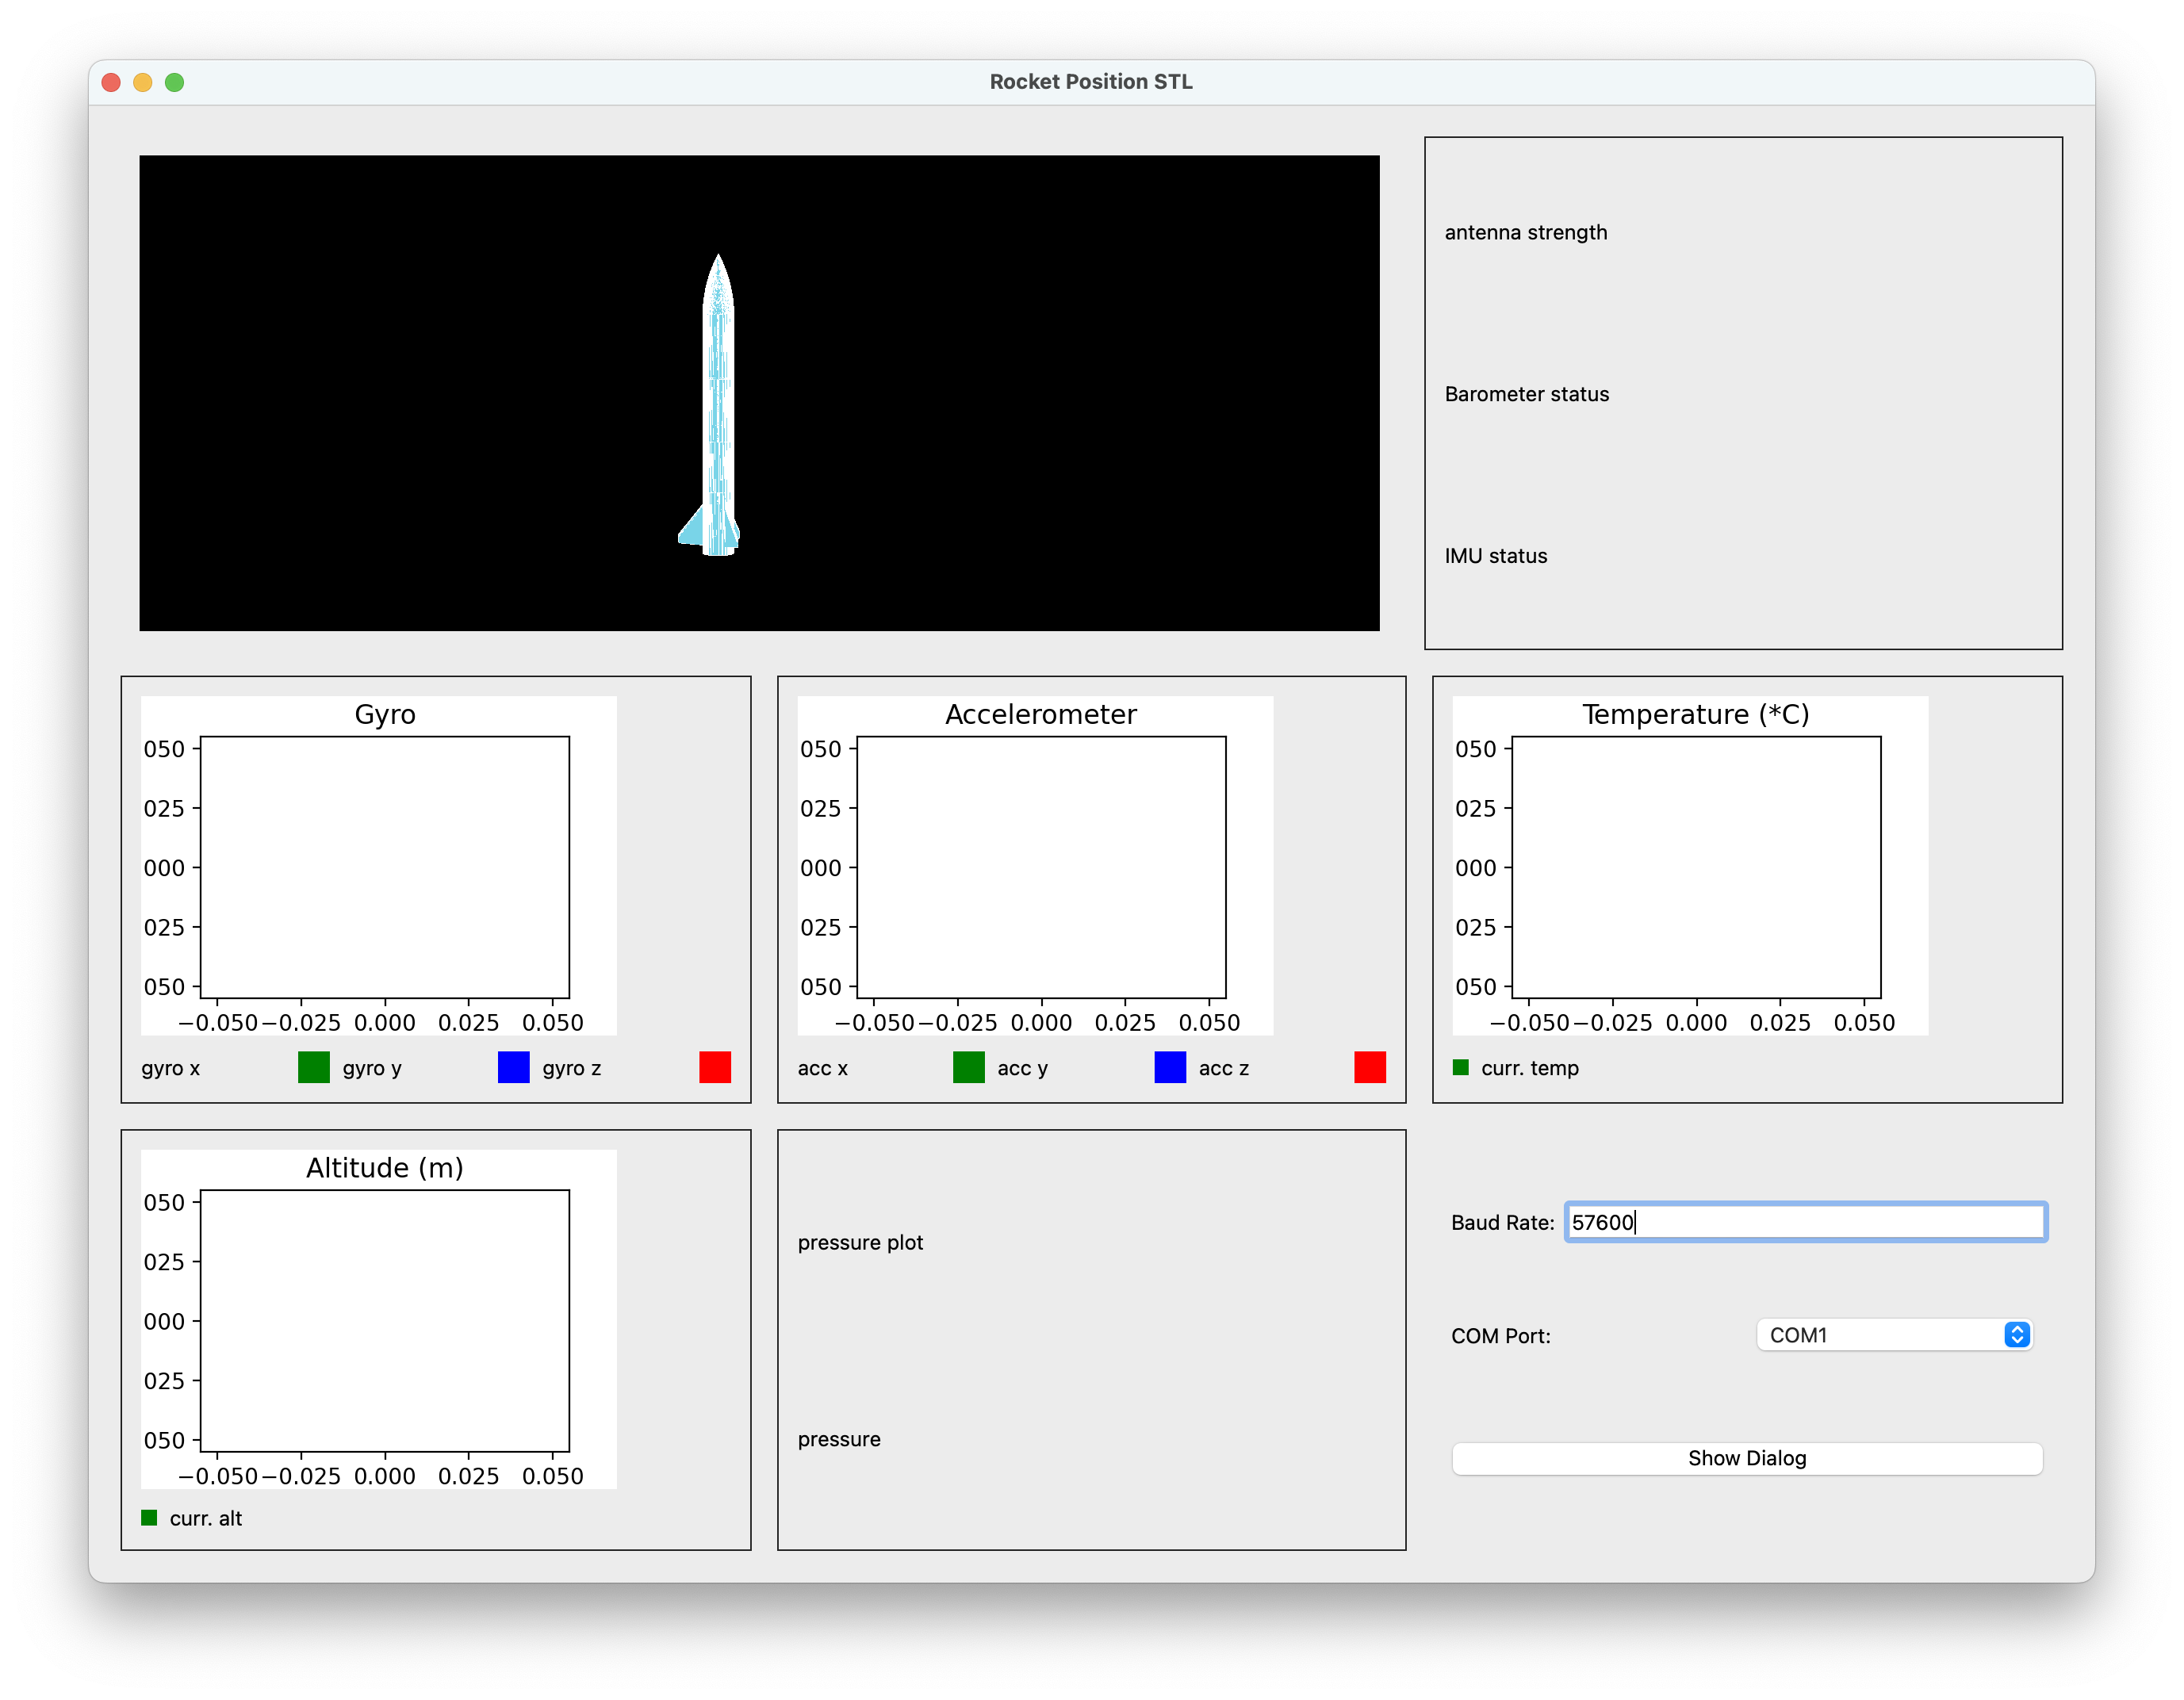 Rocket Position STL
antenna strength
Barometer status
IMU status
Gyro
050
025
000
025
050
−0.050 −0.025 0.000 0.025 0.050
gyro x gyro y gyro z
Accelerometer
050
025
000
025
050
−0.050 −0.025 0.000 0.025 0.050
acc x acc y acc z
Temperature (*C)
050
025
000
025
050
−0.050 −0.025 0.000 0.025 0.050
curr. temp
Altitude (m)
050
025
000
025
050
−0.050 −0.025 0.000 0.025 0.050
curr. alt
pressure plot
pressure
Baud Rate: 57600
COM Port: COM1
Show Dialog